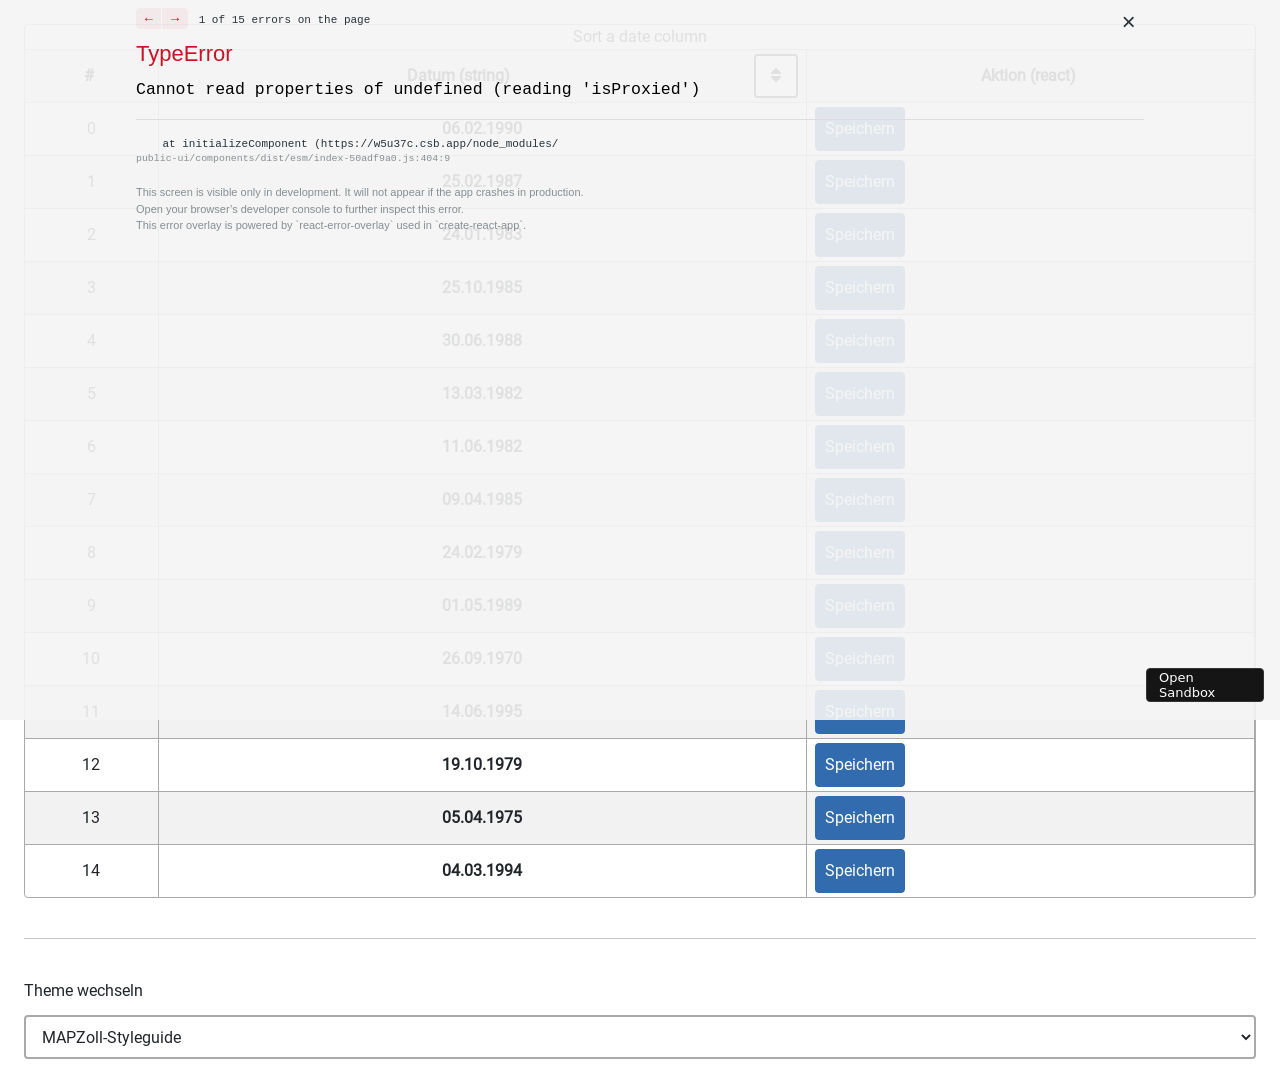 ← → 1 of 15 errors on the page ×
Sort a date column
TypeError
# Datum (string) Aktion (react)
Cannot read properties of undefined (reading 'isProxied')
0 06.02.1990 Speichern
at initializeComponent (https://w5u37c.csb.app/node_modules/
public-ui/components/dist/esm/index-50adf9a0.js:404:9
1 25.02.1987 Speichern
This screen is visible only in development. It will not appear if the app crashes in production.
Open your browser’s developer console to further inspect this error.
This error overlay is powered by `react-error-overlay` used in `create-react-app`.
2 24.01.1983 Speichern
3 25.10.1985 Speichern
4 30.06.1988 Speichern
5 13.03.1982 Speichern
6 11.06.1982 Speichern
7 09.04.1985 Speichern
8 24.02.1979 Speichern
9 01.05.1989 Speichern
10 26.09.1970 Speichern
Open
Sandbox
11 14.06.1995 Speichern
12 19.10.1979 Speichern
13 05.04.1975 Speichern
14 04.03.1994 Speichern
Theme wechseln
MAPZoll-Styleguide